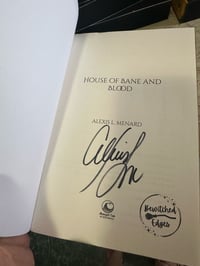 HOUSE OF BANE AND
BLOOD
ALEXIS L. MENARD
Bewitched
Edges